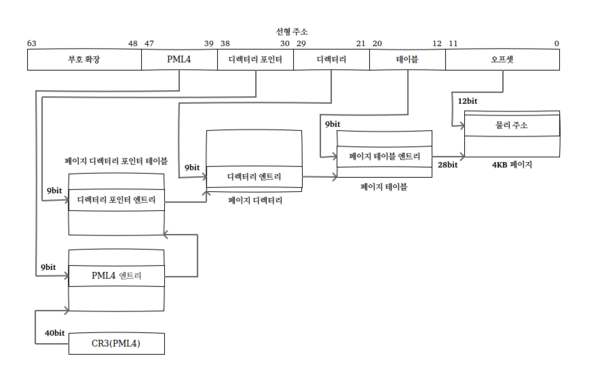 선형 주소
63 48 47 39 38 30 29 21 20 12 11 0
부호 확장 PML4 디렉터리 포인터 디렉터리 테이블 오프셋
12bit
물리 주소
4KB 페이지
9bit
페이지 테이블 엔트리
28bit
페이지 테이블
9bit
디렉터리 엔트리
페이지 디렉터리
페이지 디렉터리 포인터 테이블
9bit
디렉터리 포인터 엔트리
9bit
PML4 엔트리
40bit
CR3(PML4)